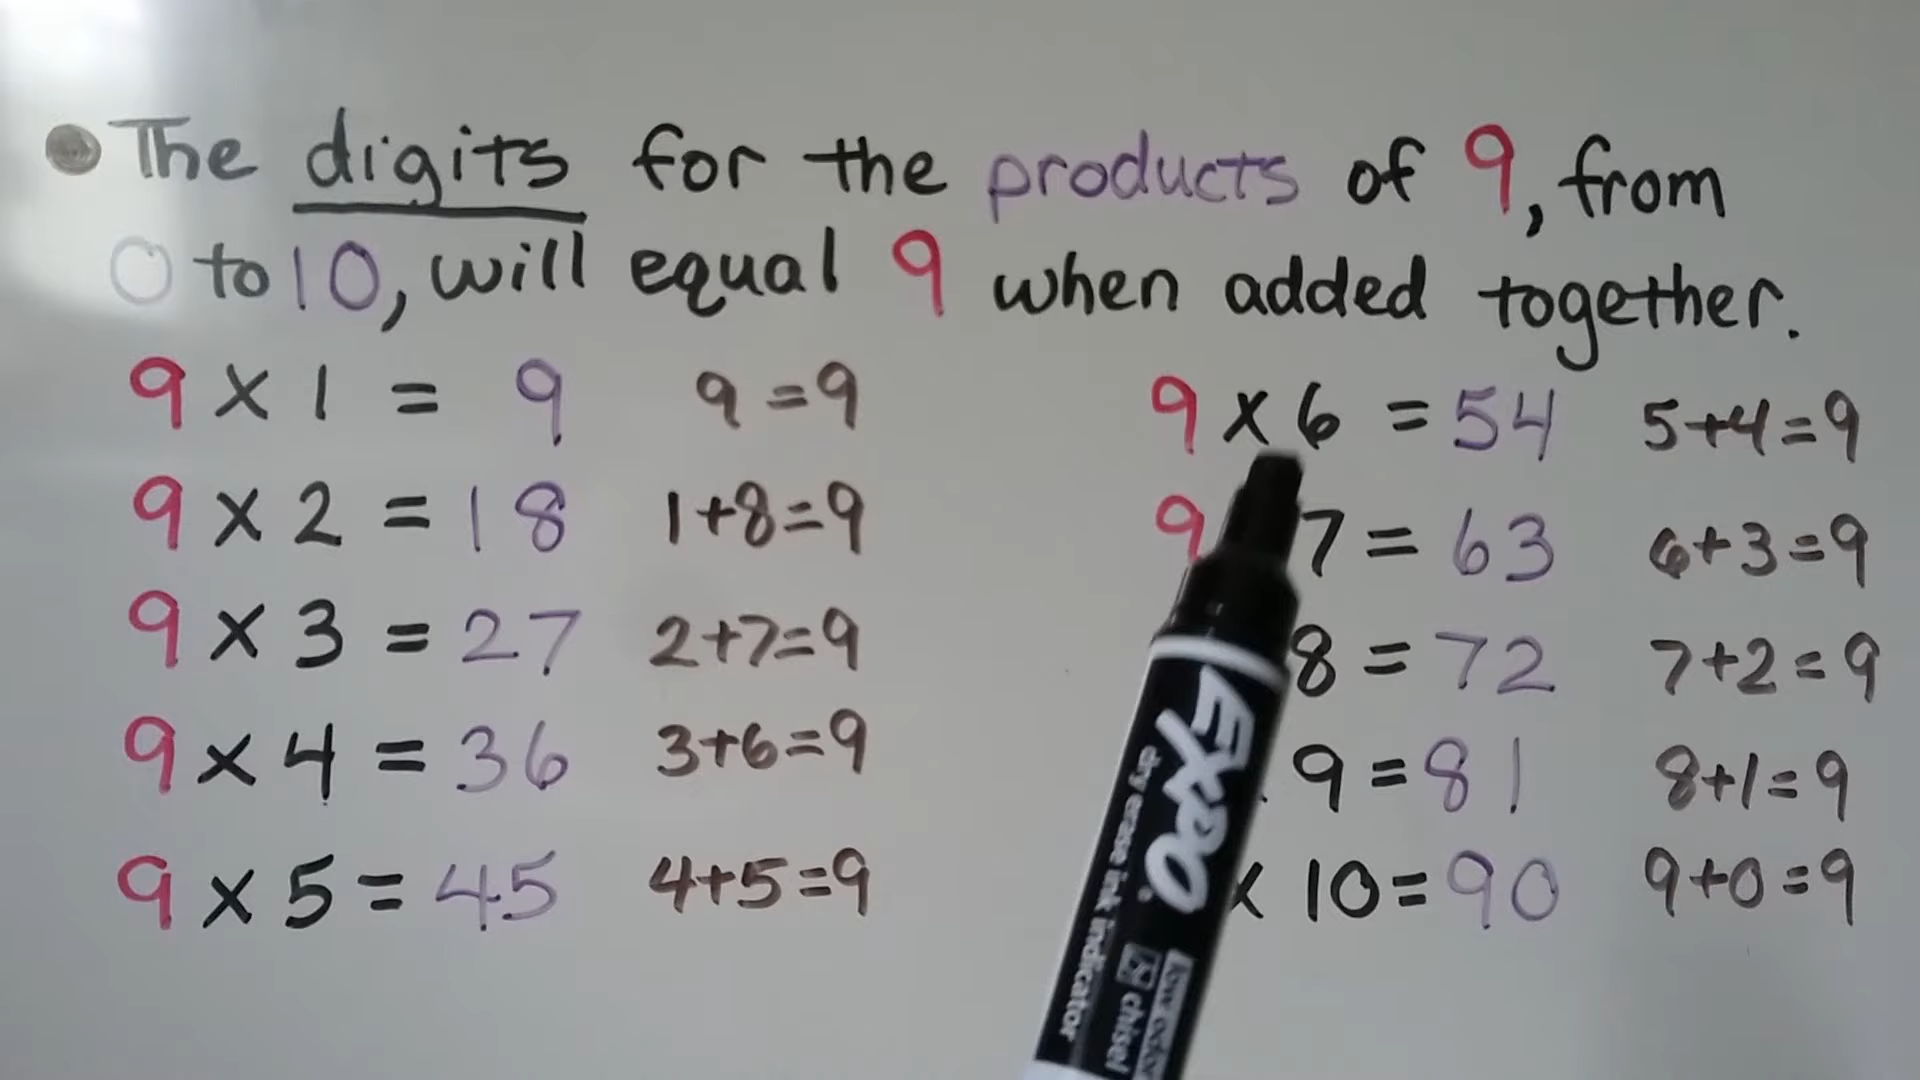 The digits for the products of 9, from
0 to 10, will equal 9 when added together.
9 x 1 = 9 9 = 9
9 x 2 = 18 1+8=9
9 x 3 = 27 2+7=9
9 x 4 = 36 3+6=9
9 x 5 = 45 4+5=9
9 x 6 = 54 5+4=9
9 7 = 63 6+3=9
8 = 72 7+2=9
9 = 81 8+1=9
x 10 = 90 9+0=9
EXPO
dry erase ink indicator
low odor
chisel